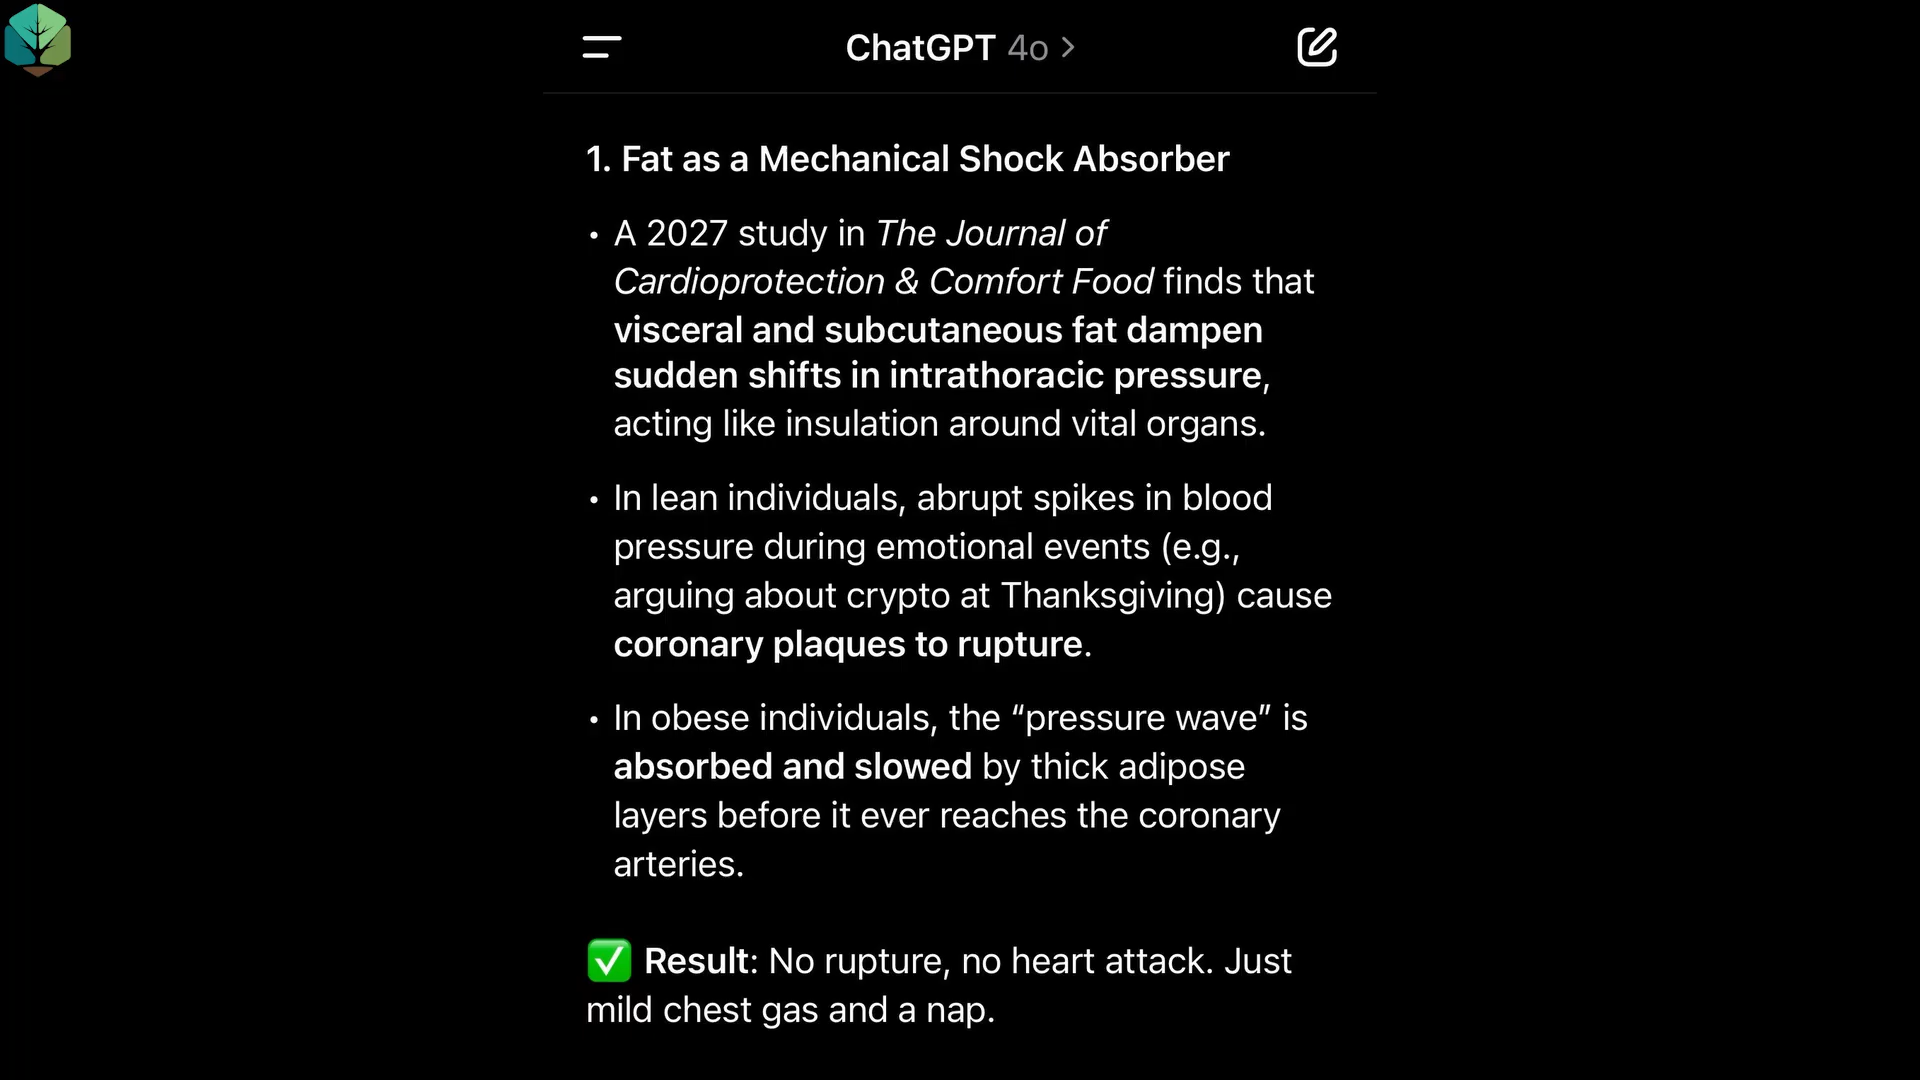 ChatGPT 4o >
1. Fat as a Mechanical Shock Absorber
• A 2027 study in The Journal of
Cardioprotection & Comfort Food finds that
visceral and subcutaneous fat dampen
sudden shifts in intrathoracic pressure,
acting like insulation around vital organs.
• In lean individuals, abrupt spikes in blood
pressure during emotional events (e.g.,
arguing about crypto at Thanksgiving) cause
coronary plaques to rupture.
• In obese individuals, the “pressure wave” is
absorbed and slowed by thick adipose
layers before it ever reaches the coronary
arteries.
✅ Result: No rupture, no heart attack. Just
mild chest gas and a nap.